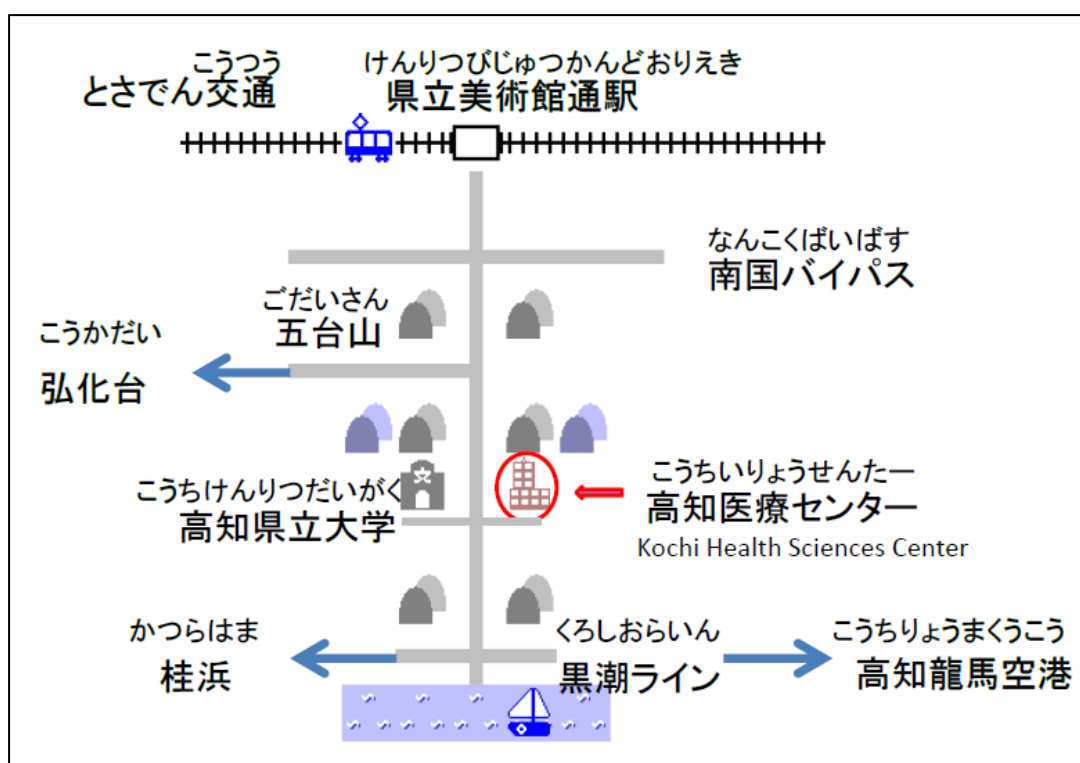 こうつう
とさでん交通
けんりつびじゅつかんどおりえき
県立美術館通駅
なんこくばいぱす
南国バイパス
ごだいさん
五台山
こうかだい
弘化台
こうちけんりつだいがく
高知県立大学
文
こうちいりょうせんたー
高知医療センター
Kochi Health Sciences Center
かつらはま
桂浜
くろしおらいん
黒潮ライン
こうちりょうまくうこう
高知龍馬空港